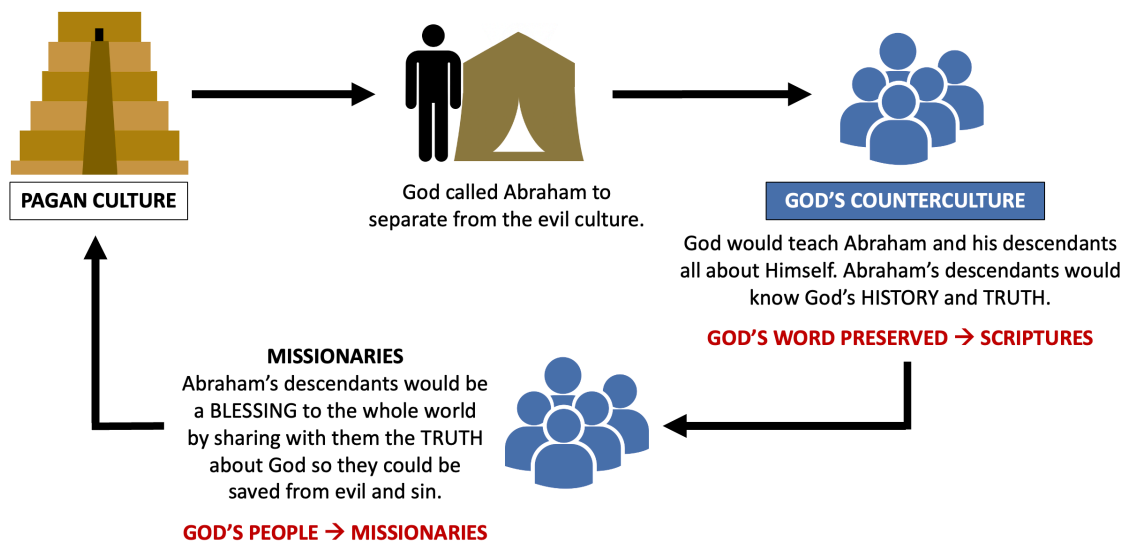 PAGAN CULTURE
God called Abraham to
separate from the evil culture.
GOD’S COUNTERCULTURE
God would teach Abraham and his descendants
all about Himself. Abraham’s descendants would
know God’s HISTORY and TRUTH.
GOD’S WORD PRESERVED → SCRIPTURES
MISSIONARIES
Abraham’s descendants would be
a BLESSING to the whole world
by sharing with them the TRUTH
about God so they could be
saved from evil and sin.
GOD’S PEOPLE → MISSIONARIES